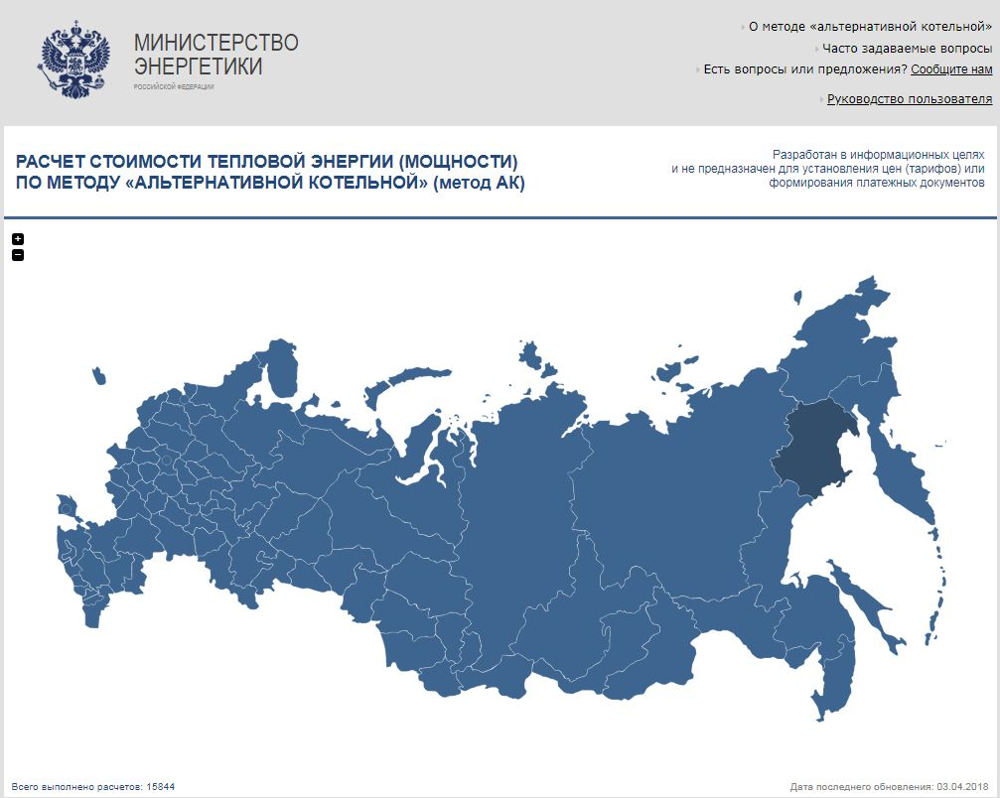 МИНИСТЕРСТВО
ЭНЕРГЕТИКИ
РОССИЙСКОЙ ФЕДЕРАЦИИ
О методе «альтернативной котельной»
Часто задаваемые вопросы
Есть вопросы или предложения? Сообщите нам
Руководство пользователя
РАСЧЕТ СТОИМОСТИ ТЕПЛОВОЙ ЭНЕРГИИ (МОЩНОСТИ)
ПО МЕТОДУ «АЛЬТЕРНАТИВНОЙ КОТЕЛЬНОЙ» (метод АК)
Разработан в информационных целях
и не предназначен для установления цен (тарифов) или
формирования платежных документов
+
−
Всего выполнено расчетов: 15844
Дата последнего обновления: 03.04.2018